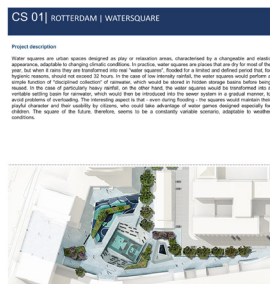 CS 01| ROTTERDAM | WATERSQUARE
Project description
Water squares are urban spaces designed as play or relaxation areas, characterised by a changeable and elastic
appearance, adaptable to changing climatic conditions. In practice, water squares are places that are dry for most of the
year, but when it rains they are transformed into real "water squares", flooded for a limited and defined period that, for
hygienic reasons, should not exceed 32 hours. In the case of low intensity rainfall, the water squares would perform a
simple function of "disciplined collection" of rainwater, which would be stored in hidden storage basins before being
reused. In the case of particularly heavy rainfall, on the other hand, the water squares would be transformed into a
veritable settling basin for rainwater, which would then be introduced into the sewer system in a gradual manner, to
avoid problems of overloading. The interesting aspect is that - even during flooding - the squares would maintain their
playful character and their usability by citizens, who could take advantage of water games designed especially for
children. The square of the future, therefore, seems to be a constantly variable scenario, adaptable to weather
conditions.